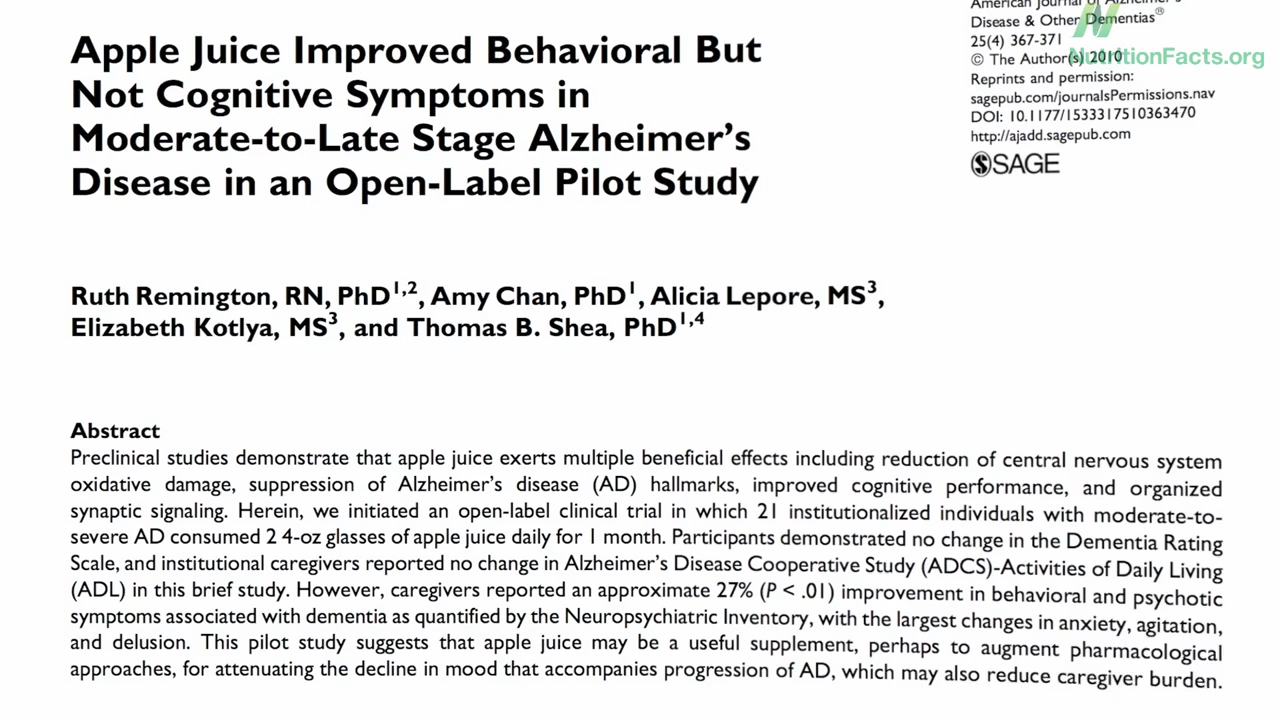 Apple Juice Improved Behavioral But
Not Cognitive Symptoms in
Moderate-to-Late Stage Alzheimer's
Disease in an Open-Label Pilot Study
American Journal of Alzheimer's
Disease & Other Dementias®
25(4) 367-371
© The Author(s) 2010
Reprints and permission:
sagepub.com/journalsPermissions.nav
DOI: 10.1177/1533317510363470
http://ajadd.sagepub.com
SAGE
NutritionFacts.org
Ruth Remington, RN, PhD1,2, Amy Chan, PhD1, Alicia Lepore, MS3,
Elizabeth Kotlya, MS3, and Thomas B. Shea, PhD1,4
Abstract
Preclinical studies demonstrate that apple juice exerts multiple beneficial effects including reduction of central nervous system
oxidative damage, suppression of Alzheimer's disease (AD) hallmarks, improved cognitive performance, and organized
synaptic signaling. Herein, we initiated an open-label clinical trial in which 21 institutionalized individuals with moderate-to-
severe AD consumed 2 4-oz glasses of apple juice daily for 1 month. Participants demonstrated no change in the Dementia Rating
Scale, and institutional caregivers reported no change in Alzheimer's Disease Cooperative Study (ADCS)-Activities of Daily Living
(ADL) in this brief study. However, caregivers reported an approximate 27% (P < .01) improvement in behavioral and psychotic
symptoms associated with dementia as quantified by the Neuropsychiatric Inventory, with the largest changes in anxiety, agitation,
and delusion. This pilot study suggests that apple juice may be a useful supplement, perhaps to augment pharmacological
approaches, for attenuating the decline in mood that accompanies progression of AD, which may also reduce caregiver burden.